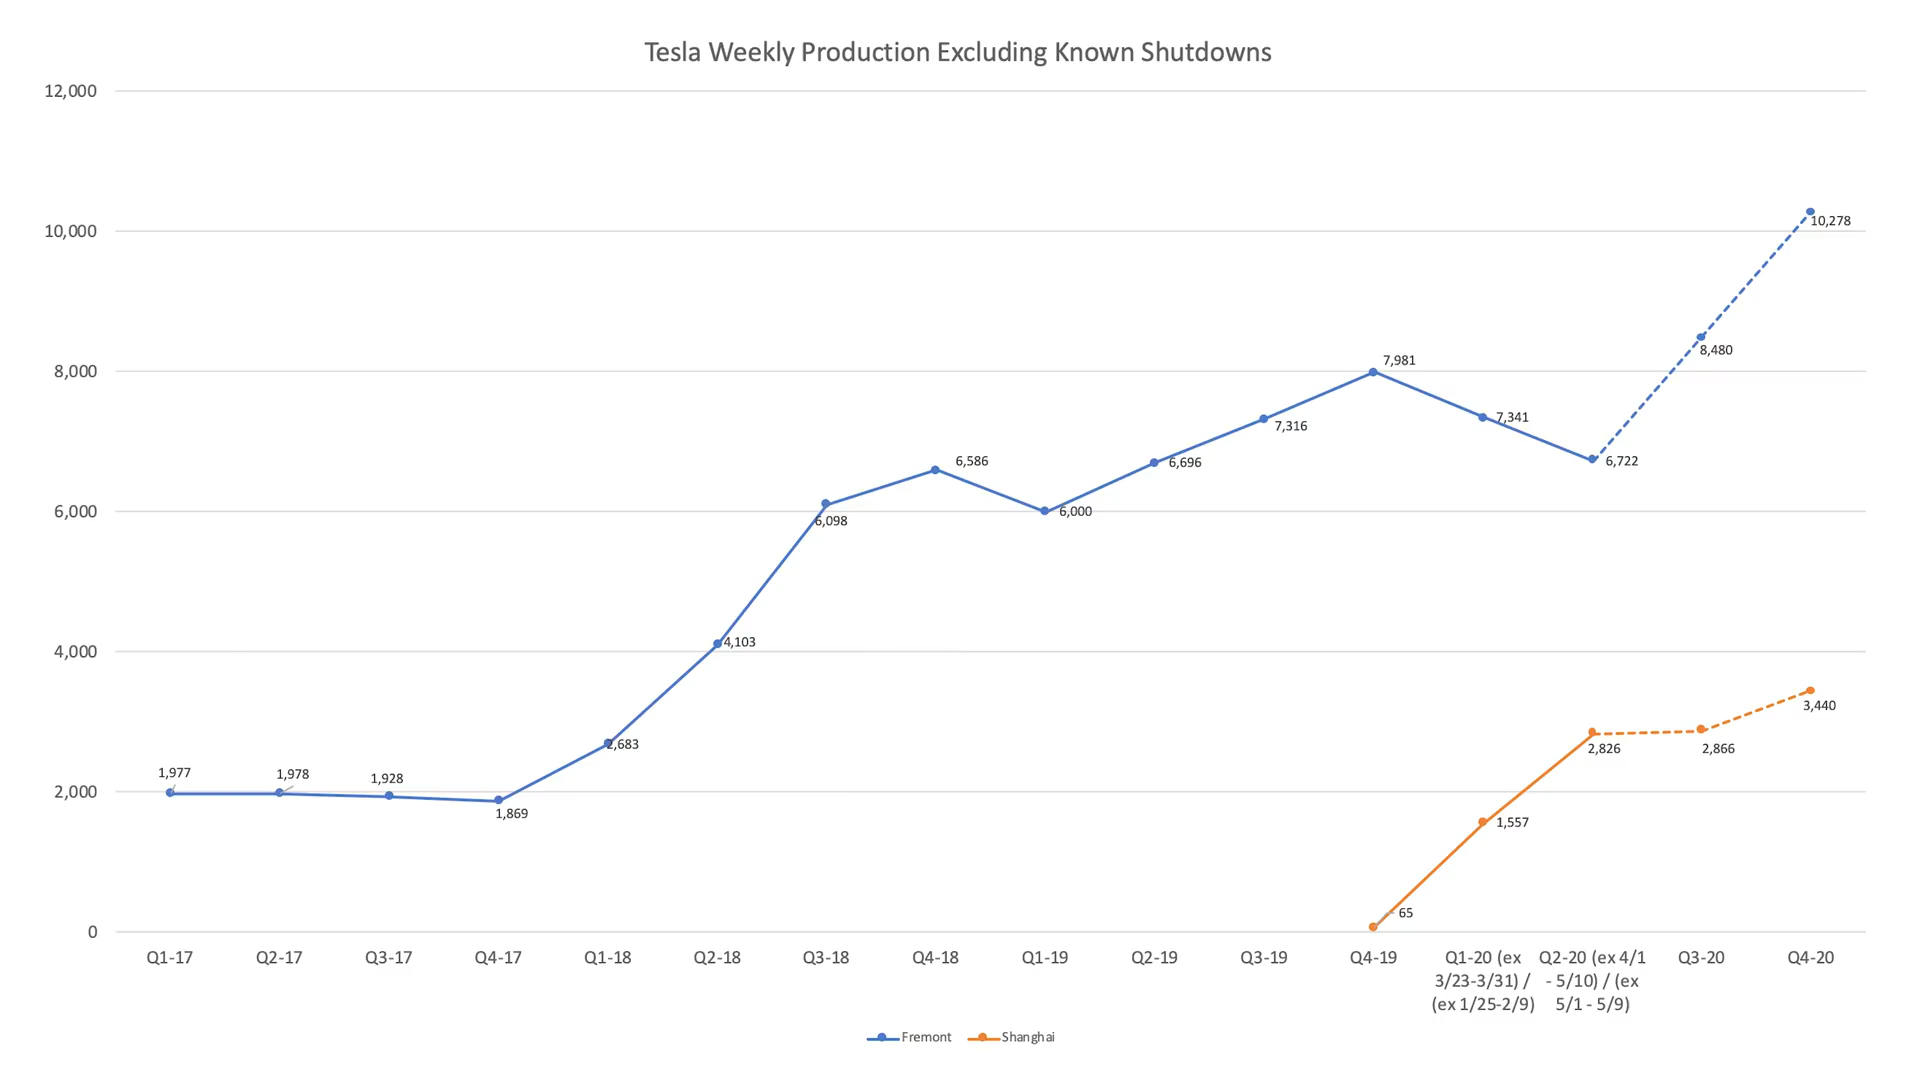 Tesla Weekly Production Excluding Known Shutdowns
12,000
10,000
8,000
6,000
4,000
2,000
0
1,977
1,978
1,928
1,869
2,683
4,103
6,098
6,586
6,000
6,696
7,316
7,981
7,341
6,722
8,480
10,278
65
1,557
2,826
2,866
3,440
Q1-17
Q2-17
Q3-17
Q4-17
Q1-18
Q2-18
Q3-18
Q4-18
Q1-19
Q2-19
Q3-19
Q4-19
Q1-20 (ex
3/23-3/31) /
(ex 1/25-2/9)
Q2-20 (ex 4/1
- 5/10) / (ex
5/1 - 5/9)
Q3-20
Q4-20
Fremont
Shanghai